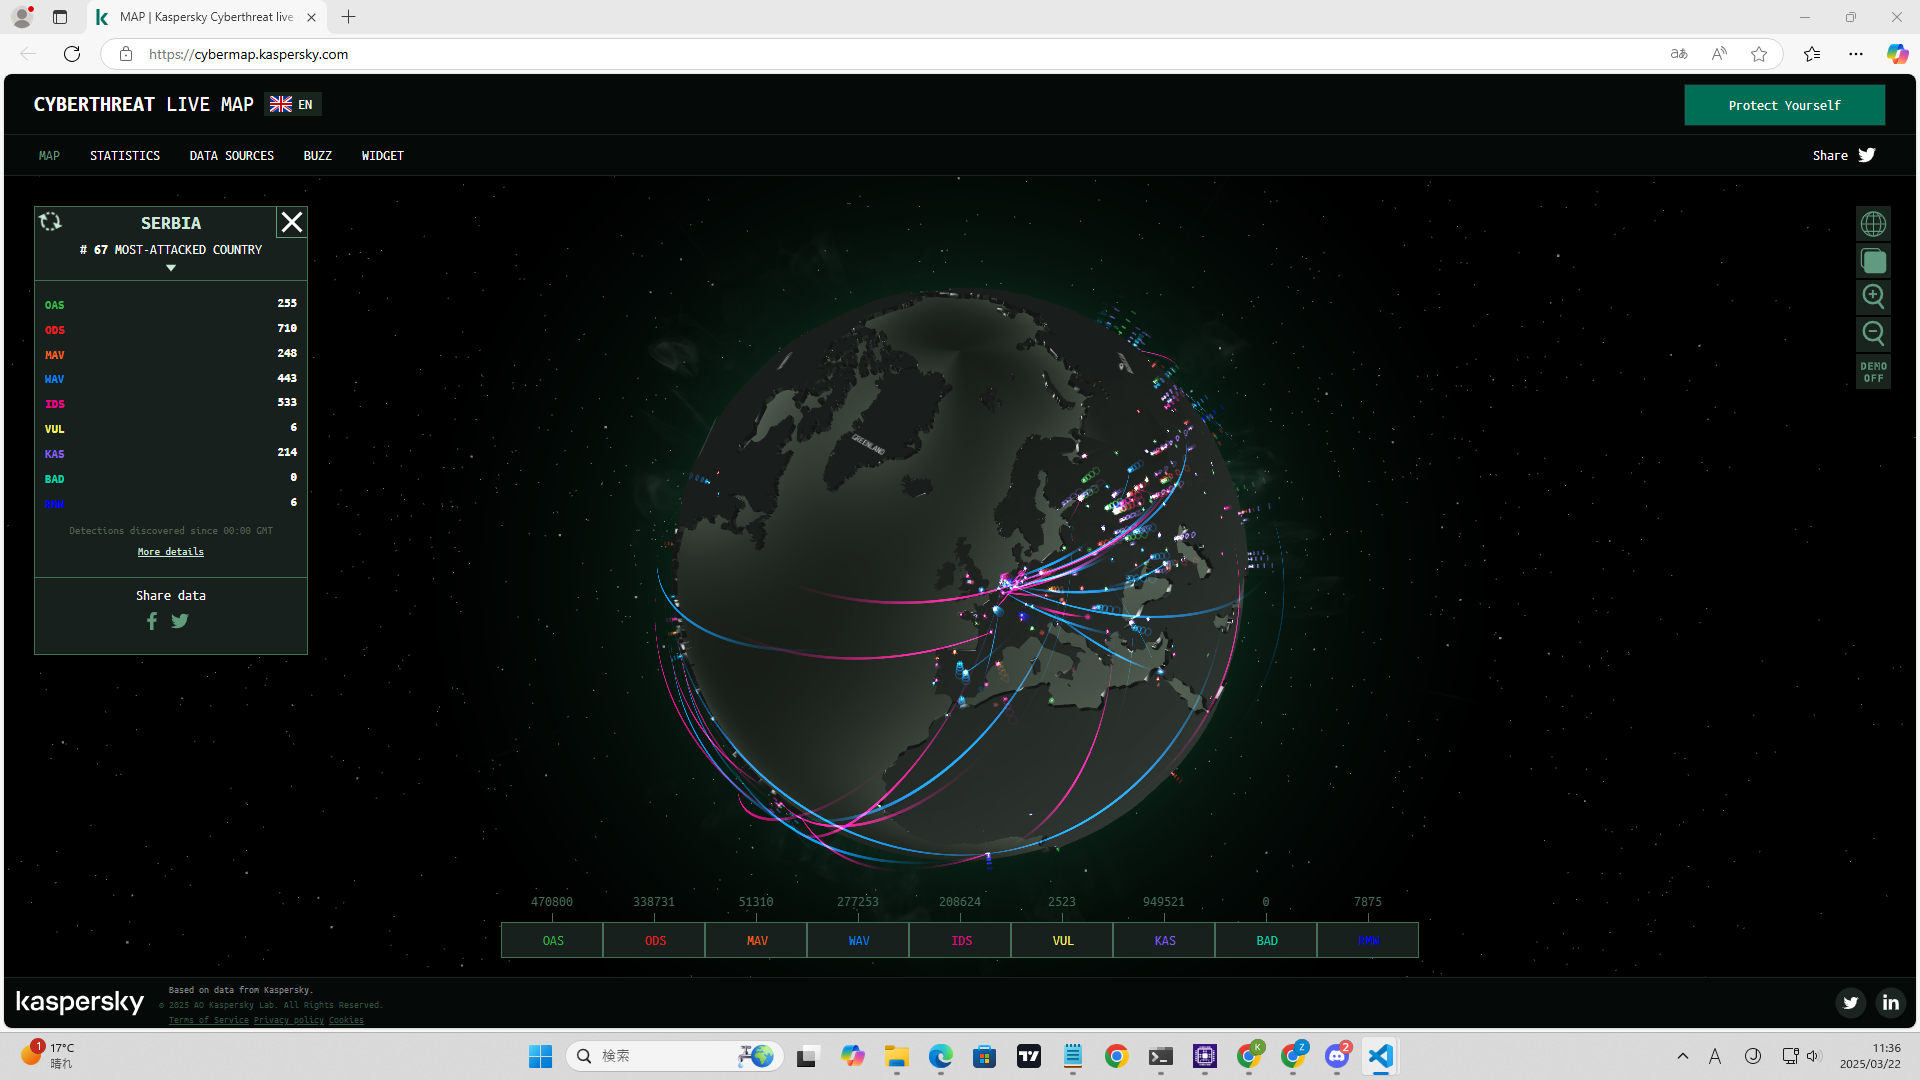 MAP | Kaspersky Cyberthreat live
https://cybermap.kaspersky.com
ああ
CYBERTHREAT LIVE MAP
EN
Protect Yourself
MAP
STATISTICS
DATA SOURCES
BUZZ
WIDGET
Share
SERBIA
# 67 MOST-ATTACKED COUNTRY
OAS 255
ODS 710
MAV 248
WAV 443
IDS 533
VUL 6
KAS 214
BAD 0
RMW 6
Detections discovered since 00:00 GMT
More details
Share data
DEMO
OFF
GREENLAND
470800 338731 51310 277253 208624 2523 949521 0 7875
OAS ODS MAV WAV IDS VUL KAS BAD RMW
kaspersky
Based on data from Kaspersky.
© 2025 AO Kaspersky Lab. All Rights Reserved.
Terms of Service Privacy policy Cookies
1
17°C
晴れ
検索
K
Z
2
A
11:36
2025/03/22